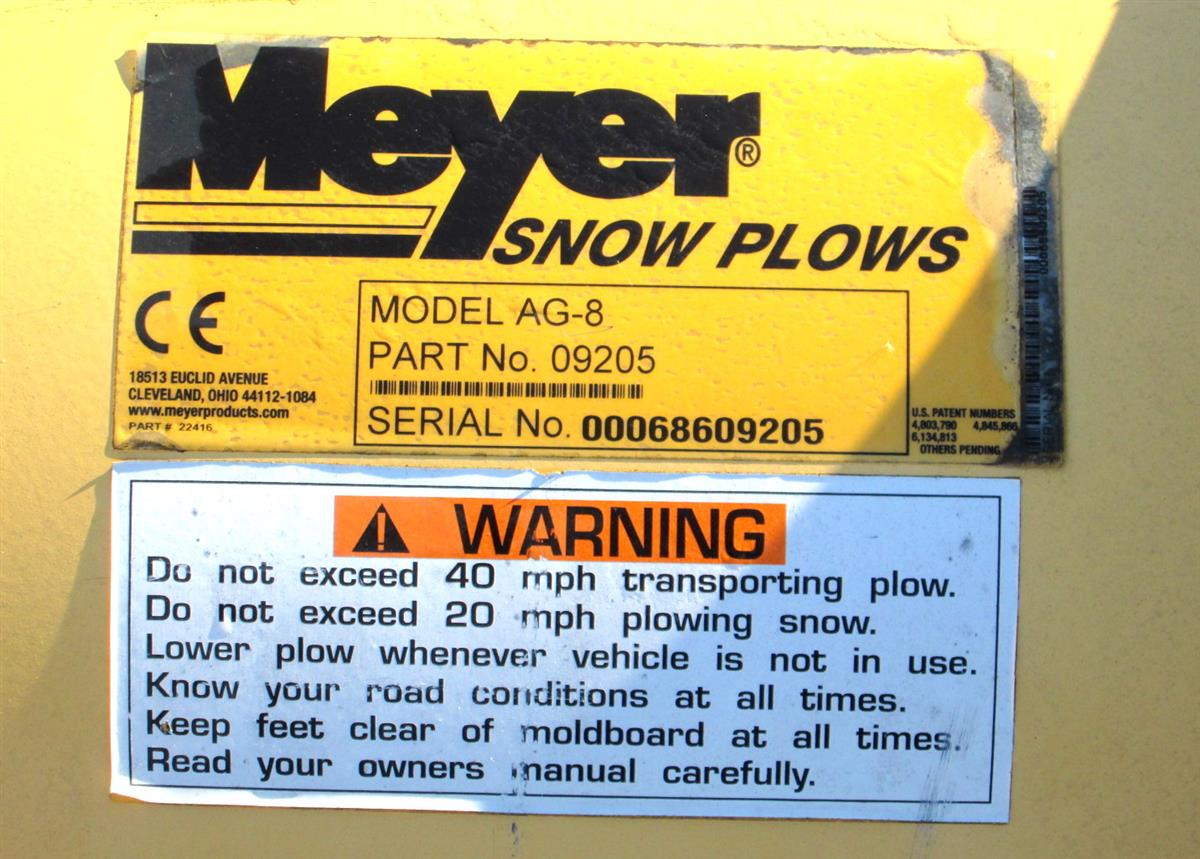 Meyer®
SNOW PLOWS
CE
MODEL AG-8
PART No. 09205
SERIAL No. 00068609205
18513 EUCLID AVENUE
CLEVELAND, OHIO 44112-1084
www.meyerproducts.com
PART # 22416
U.S. PATENT NUMBERS
4,803,790 4,845,866
6,134,813
OTHERS PENDING
WARNING
Do not exceed 40 mph transporting plow.
Do not exceed 20 mph plowing snow.
Lower plow whenever vehicle is not in use.
Know your road conditions at all times.
Keep feet clear of moldboard at all times.
Read your owners manual carefully.